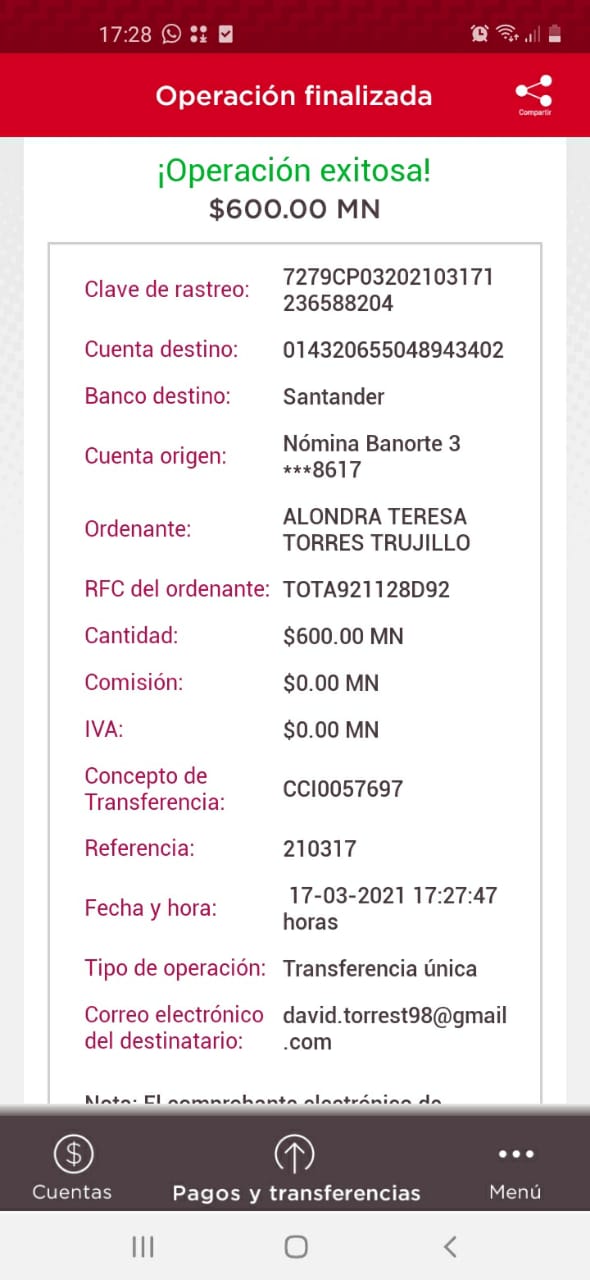 17:28
Operación finalizada
Compartir
¡Operación exitosa!
$600.00 MN
Clave de rastreo: 7279CP03202103171
236588204
Cuenta destino: 014320655048943402
Banco destino: Santander
Cuenta origen: Nómina Banorte 3
***8617
Ordenante: ALONDRA TERESA
TORRES TRUJILLO
RFC del ordenante: TOTA921128D92
Cantidad: $600.00 MN
Comisión: $0.00 MN
IVA: $0.00 MN
Concepto de
Transferencia: CCI0057697
Referencia: 210317
Fecha y hora: 17-03-2021 17:27:47
horas
Tipo de operación: Transferencia única
Correo electrónico david.torrest98@gmail
del destinatario: .com
Nota: El comprobante electrónico de
Cuentas Pagos y transferencias Menú